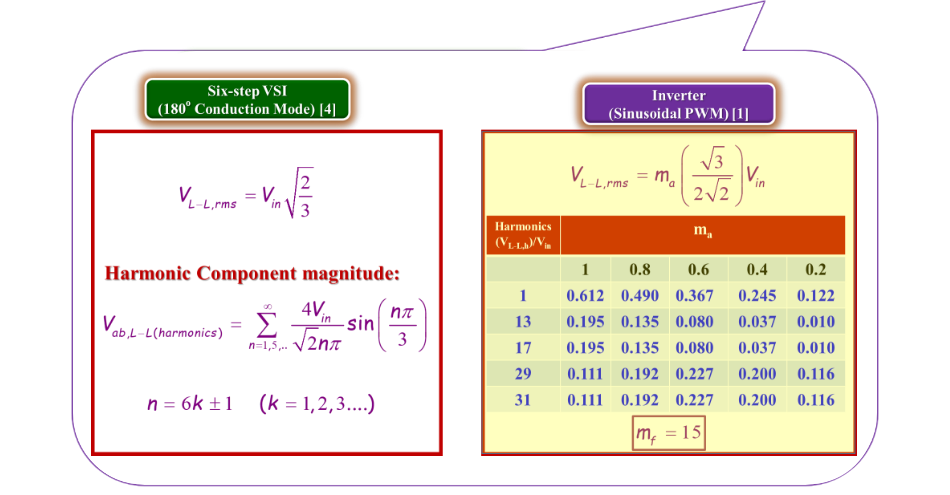 Six-step VSI
(180° Conduction Mode) [4]
V_{L-L,rms} = V_{in} \sqrt{\frac{2}{3}}
Harmonic Component magnitude:
V_{ab,L-L(harmonics)} = \sum_{n=1,5,..}^{\infty} \frac{4V_{in}}{\sqrt{2}n\pi} \sin\left(\frac{n\pi}{3}\right)
n = 6k ± 1 (k = 1,2,3....)
Inverter
(Sinusoidal PWM) [1]
V_{L-L,rms} = m_a \left(\frac{\sqrt{3}}{2\sqrt{2}}\right) V_{in}
Harmonics
(V_{L-L,h})/V_{in}
m_a
1 0.8 0.6 0.4 0.2
1 0.612 0.490 0.367 0.245 0.122
13 0.195 0.135 0.080 0.037 0.010
17 0.195 0.135 0.080 0.037 0.010
29 0.111 0.192 0.227 0.200 0.116
31 0.111 0.192 0.227 0.200 0.116
m_f = 15